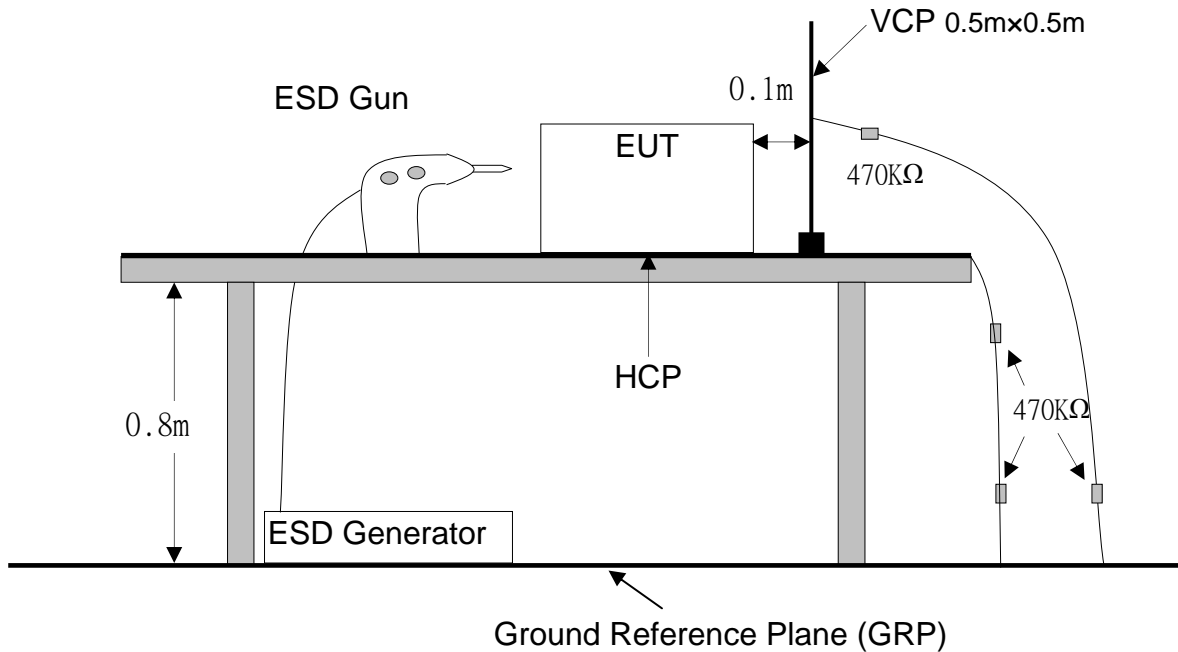 VCP 0.5m×0.5m
0.1m
ESD Gun
EUT
470KΩ
HCP
470KΩ
0.8m
ESD Generator
Ground Reference Plane (GRP)